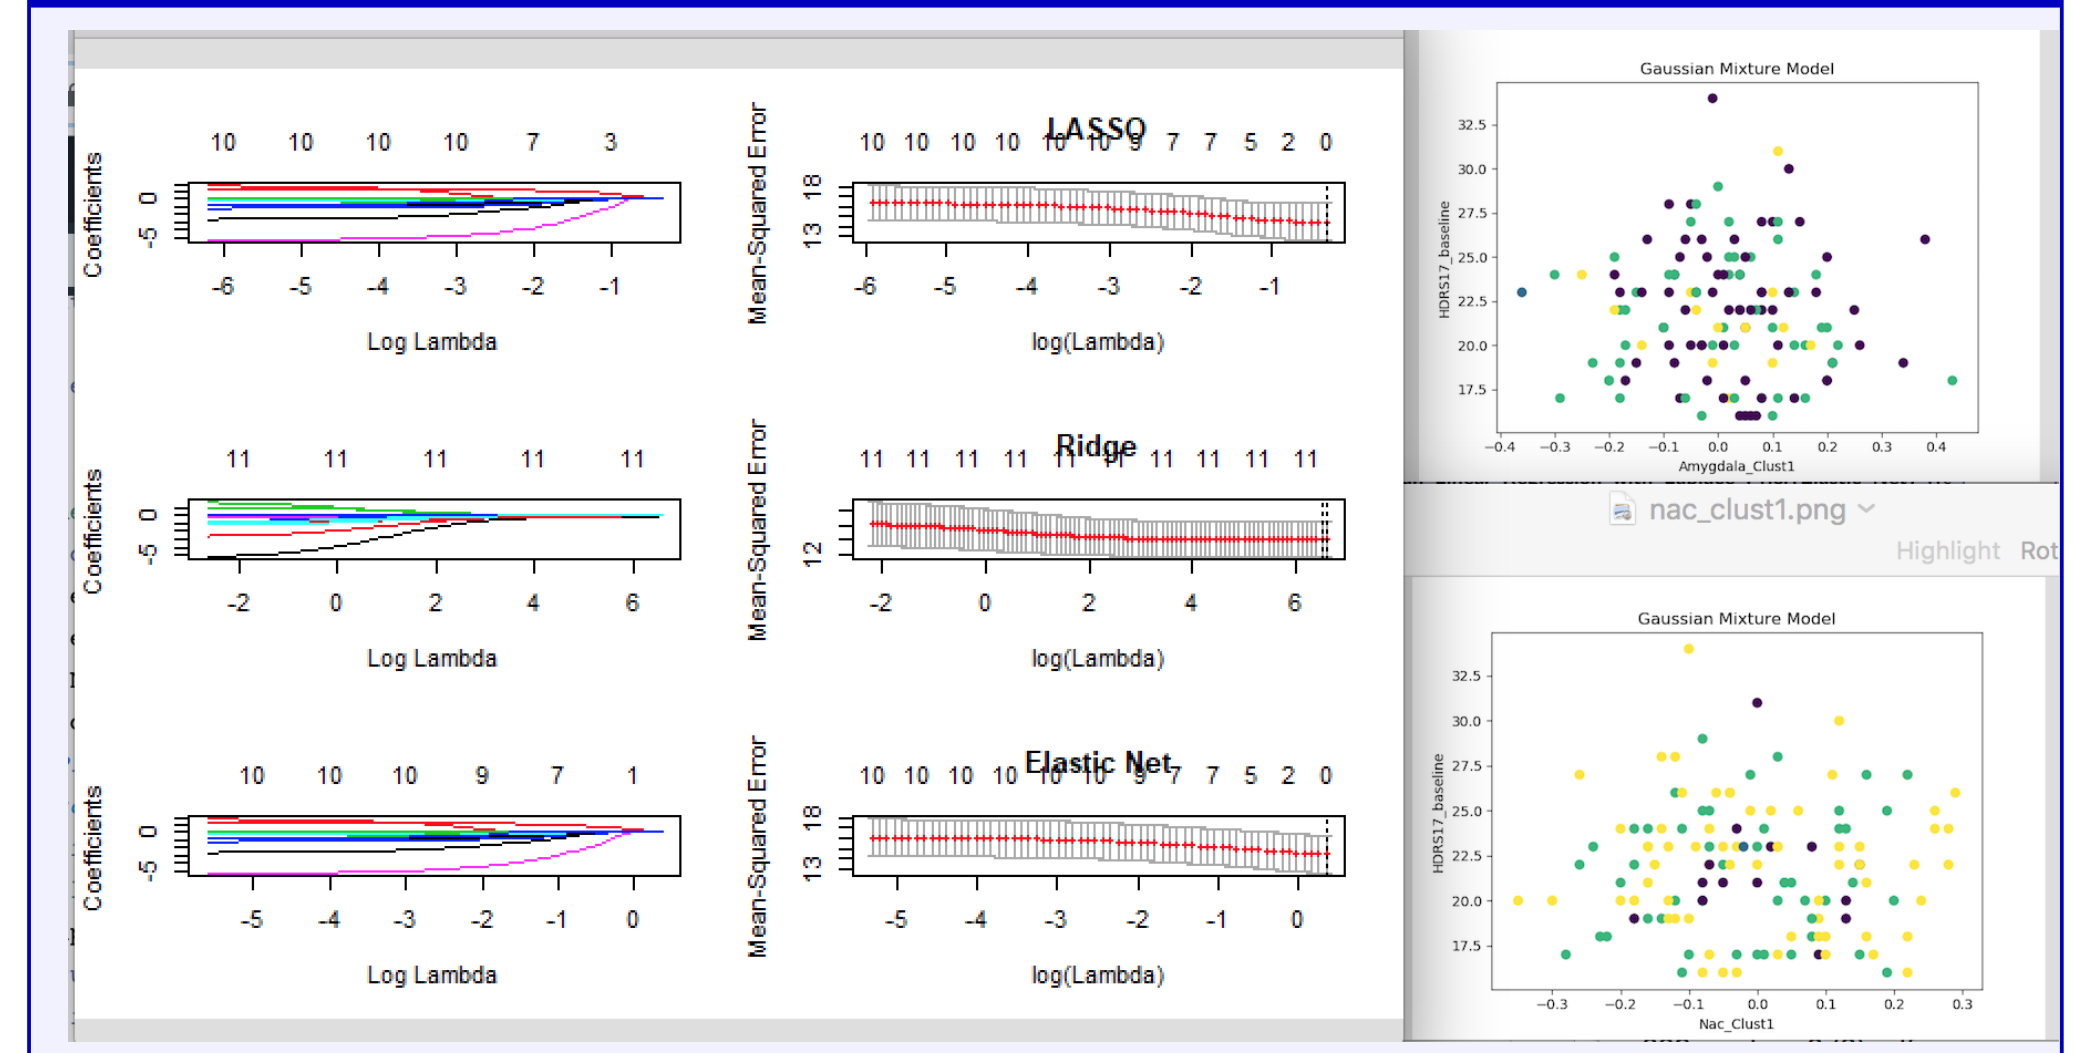 LASSO
10 10 10 10 7 3
Coefficients
0
-5
-6 -5 -4 -3 -2 -1
Log Lambda
10 10 10 10 10 10 9 7 7 5 2 0
Mean-Squared Error
18
13
-6 -5 -4 -3 -2 -1
log(Lambda)
Ridge
11 11 11 11 11
Coefficients
0
-5
-2 0 2 4 6
Log Lambda
11 11 11 11 11 11 11 11 11 11
Mean-Squared Error
12
-2 0 2 4 6
log(Lambda)
Elastic Net
10 10 10 9 7 1
Coefficients
0
-5
-5 -4 -3 -2 -1 0
Log Lambda
10 10 10 10 10 10 9 7 7 5 2 0
Mean-Squared Error
18
13
-5 -4 -3 -2 -1 0
log(Lambda)
Gaussian Mixture Model
HDRS17_baseline
32.5
30.0
27.5
25.0
22.5
20.0
17.5
−0.4 −0.3 −0.2 −0.1 0.0 0.1 0.2 0.3 0.4
Amygdala_Clust1
nac_clust1.png
Highlight Rot
Gaussian Mixture Model
HDRS17_baseline
32.5
30.0
27.5
25.0
22.5
20.0
17.5
−0.3 −0.2 −0.1 0.0 0.1 0.2 0.3
Nac_Clust1